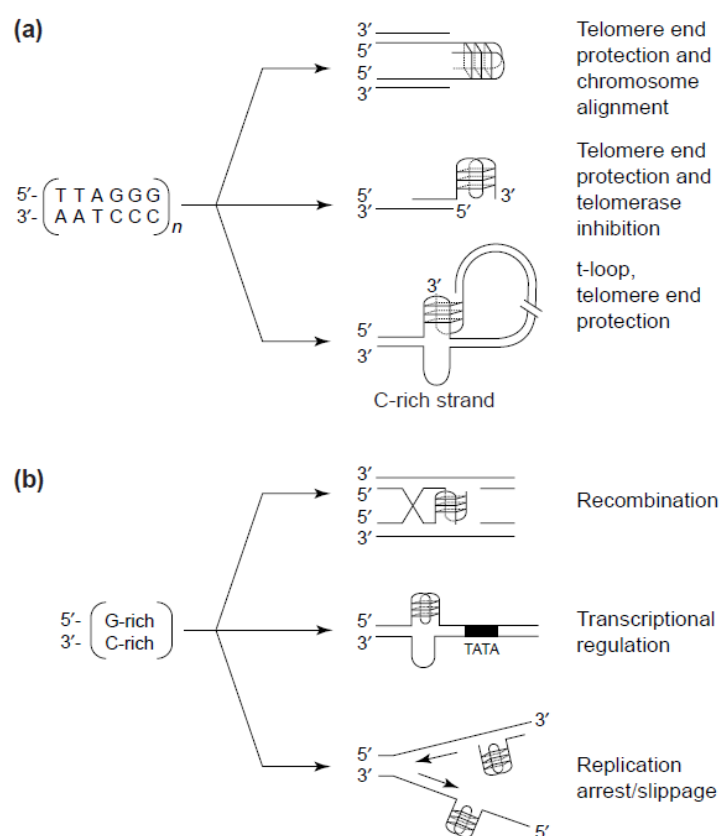 (a)
3′
5′
5′
3′
Telomere end
protection and
chromosome
alignment
5′- T T A G G G
3′- A A T C C C
n
5′
3′
5′
3′
Telomere end
protection and
telomerase
inhibition
3′
5′
3′
C-rich strand
t-loop,
telomere end
protection
(b)
3′
5′
5′
3′
Recombination
5′- G-rich
3′- C-rich
5′
3′
TATA
Transcriptional
regulation
3′
5′
3′
5′
Replication
arrest/slippage